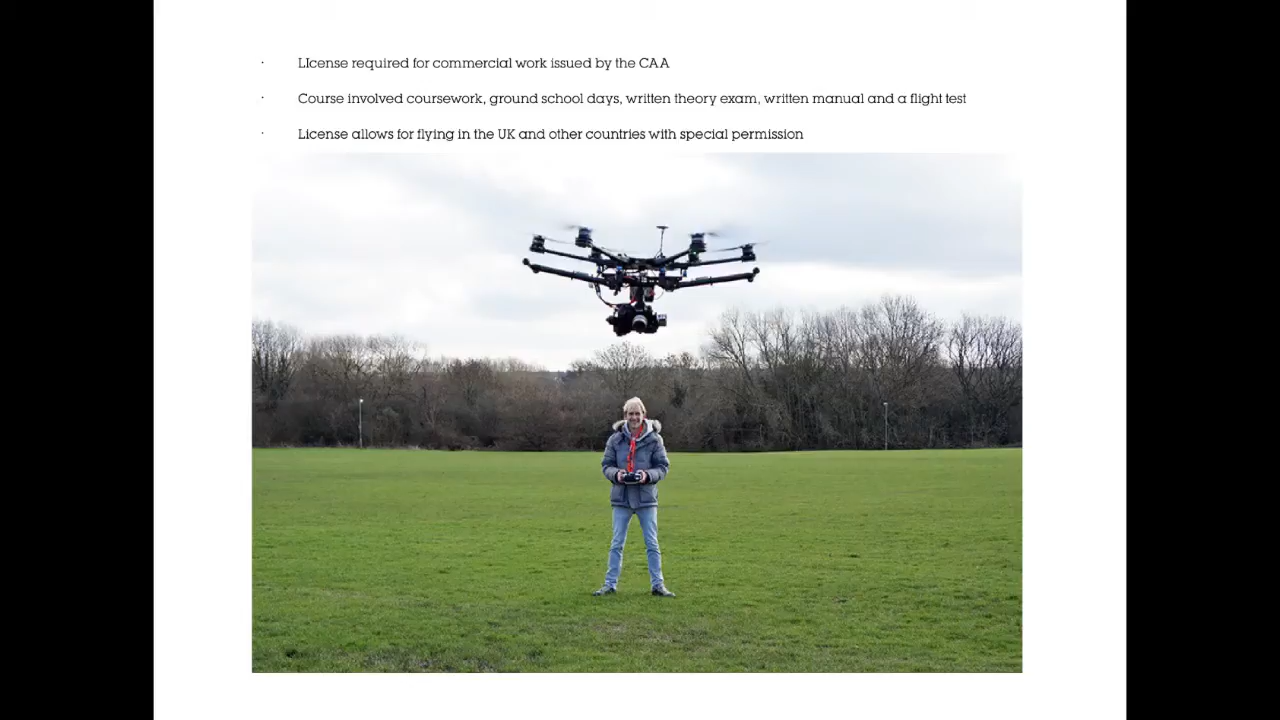 · LIcense required for commercial work issued by the CAA
· Course involved coursework, ground school days, written theory exam, written manual and a flight test
· License allows for flying in the UK and other countries with special permission